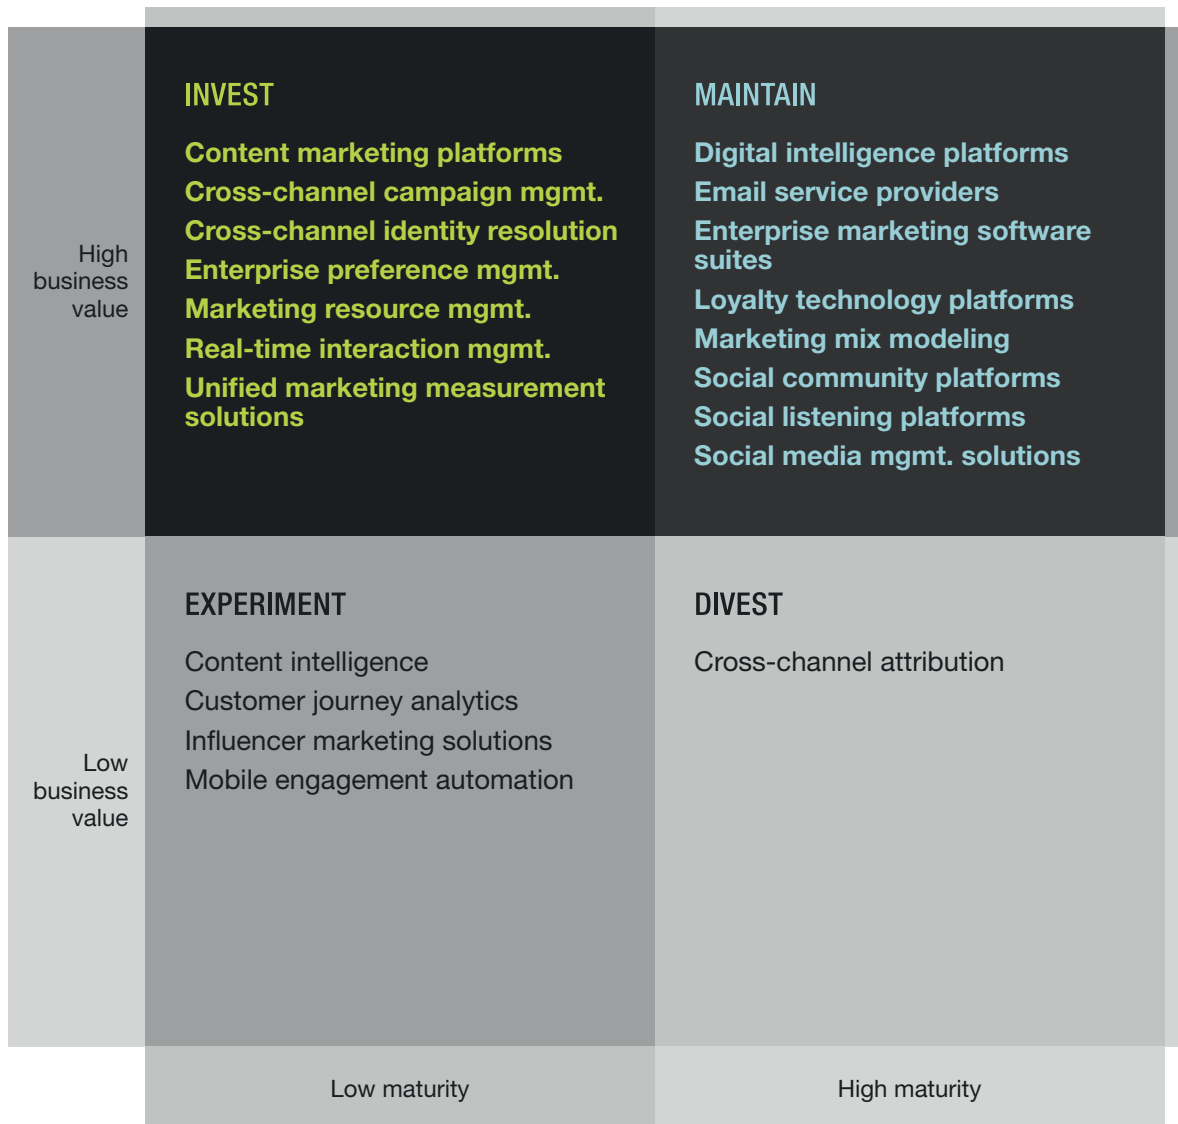 INVEST
Content marketing platforms
Cross-channel campaign mgmt.
Cross-channel identity resolution
Enterprise preference mgmt.
Marketing resource mgmt.
Real-time interaction mgmt.
Unified marketing measurement
solutions
MAINTAIN
Digital intelligence platforms
Email service providers
Enterprise marketing software
suites
Loyalty technology platforms
Marketing mix modeling
Social community platforms
Social listening platforms
Social media mgmt. solutions
High
business
value
EXPERIMENT
Content intelligence
Customer journey analytics
Influencer marketing solutions
Mobile engagement automation
DIVEST
Cross-channel attribution
Low
business
value
Low maturity
High maturity